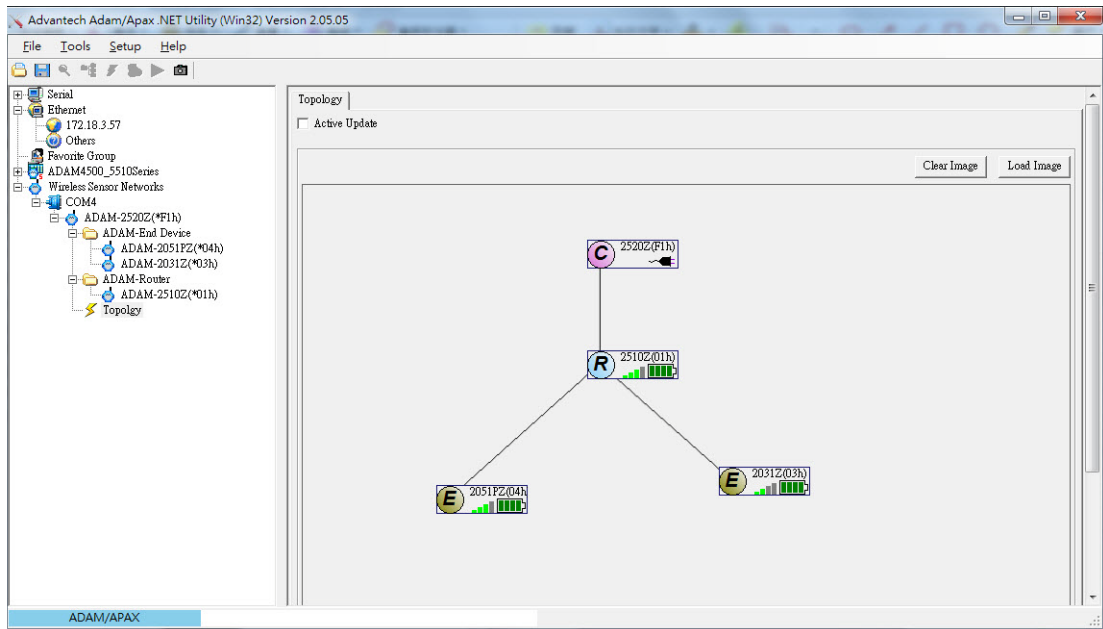 Advantech Adam/Apax .NET Utility (Win32) Version 2.05.05
File Tools Setup Help
Serial
Ethernet
172.18.3.57
Others
Favorite Group
ADAM4500_5510Series
Wireless Sensor Networks
COM4
ADAM-2520Z(*F1h)
ADAM-End Device
ADAM-2051PZ(*04h)
ADAM-2031Z(*03h)
ADAM-Router
ADAM-2510Z(*01h)
Topolgy
Topology
Active Update
Clear Image Load Image
C 2520Z(F1h)
R 2510Z(01h)
E 2031Z(03h)
E 2051PZ(04h
ADAM/APAX